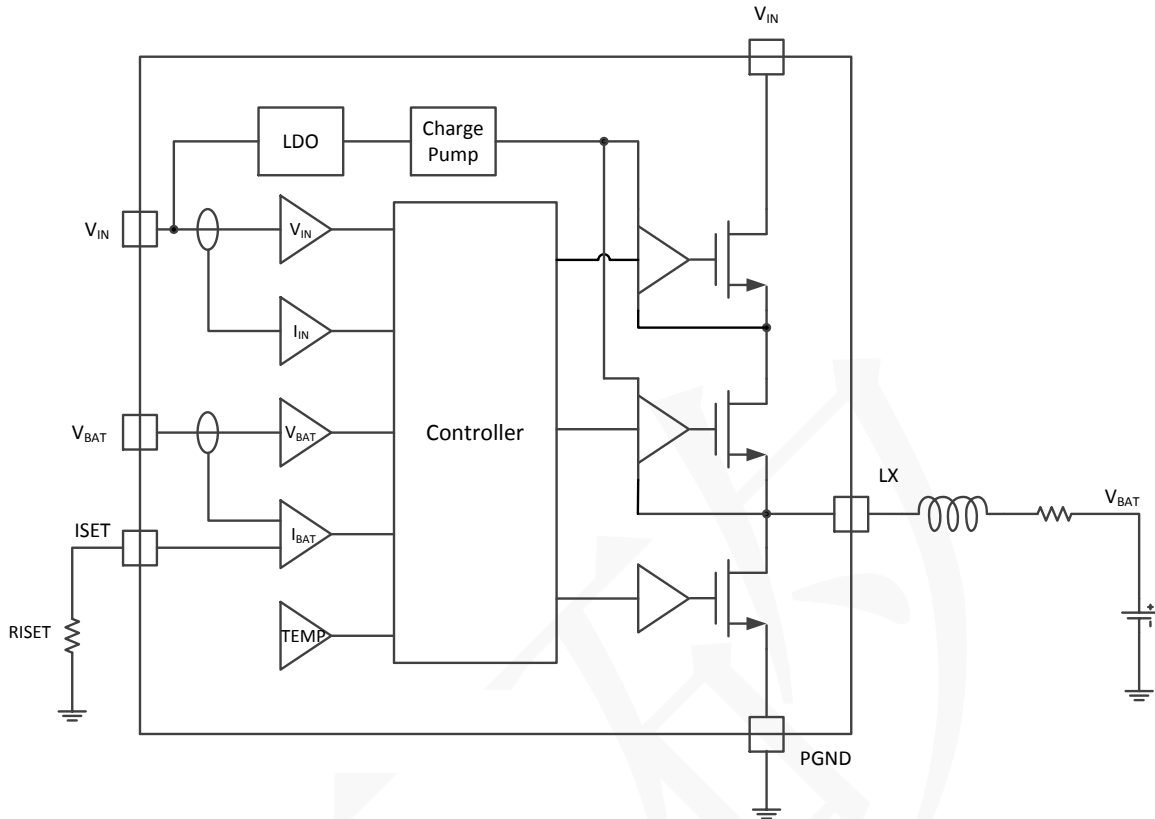 VIN
LDO
Charge
Pump
VIN
VIN
IIN
VBAT
VBAT
Controller
LX
VBAT
ISET
IBAT
RISET
TEMP
PGND